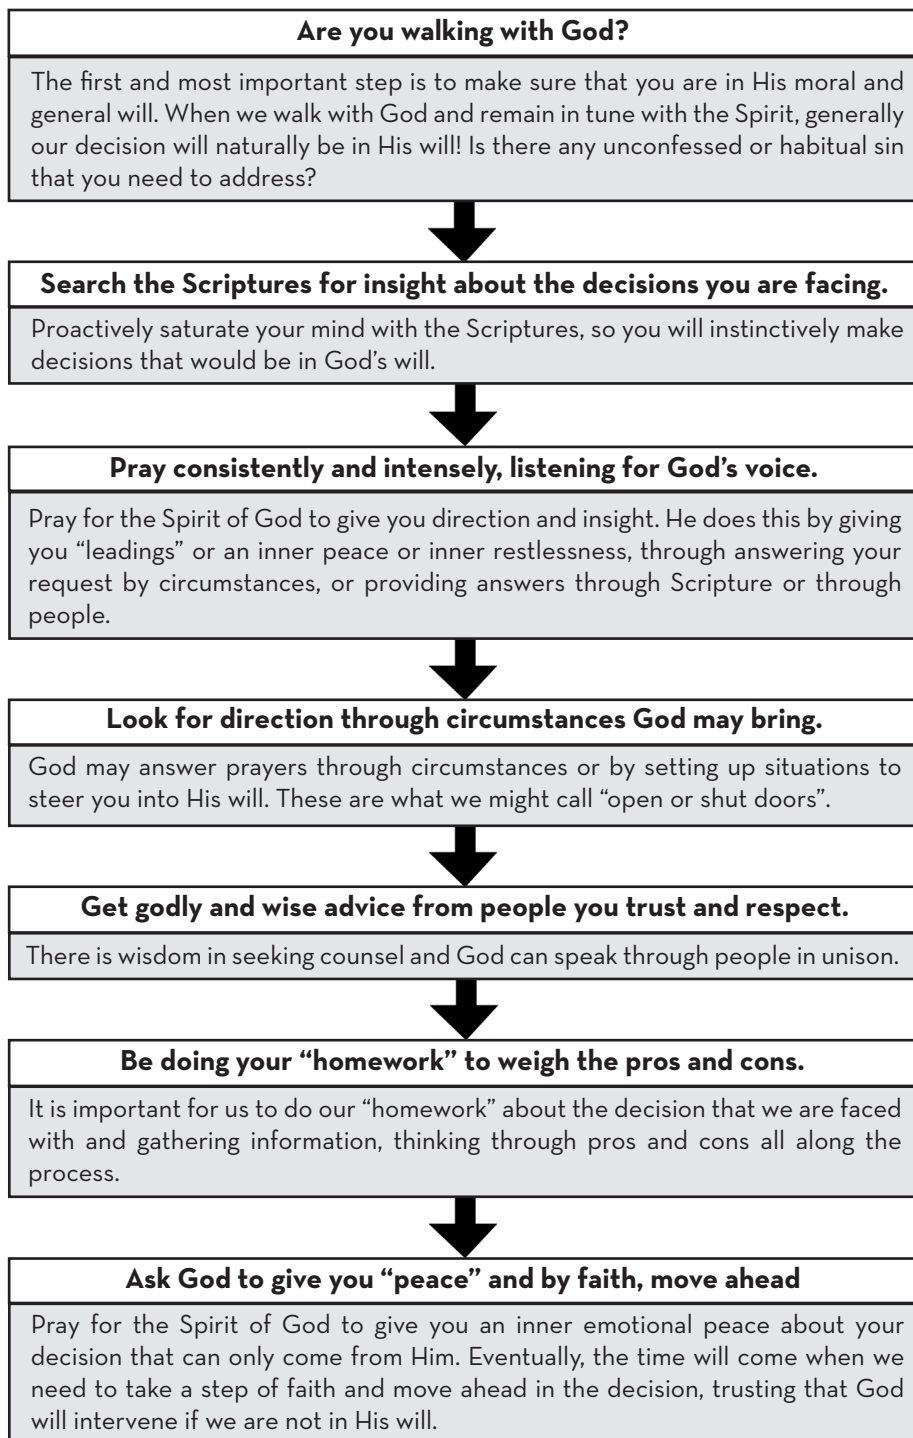 Are you walking with God?
The first and most important step is to make sure that you are in His moral and
general will. When we walk with God and remain in tune with the Spirit, generally
our decision will naturally be in His will! Is there any unconfessed or habitual sin
that you need to address?
Search the Scriptures for insight about the decisions you are facing.
Proactively saturate your mind with the Scriptures, so you will instinctively make
decisions that would be in God’s will.
Pray consistently and intensely, listening for God’s voice.
Pray for the Spirit of God to give you direction and insight. He does this by giving
you “leadings” or an inner peace or inner restlessness, through answering your
request by circumstances, or providing answers through Scripture or through
people.
Look for direction through circumstances God may bring.
God may answer prayers through circumstances or by setting up situations to
steer you into His will. These are what we might call “open or shut doors”.
Get godly and wise advice from people you trust and respect.
There is wisdom in seeking counsel and God can speak through people in unison.
Be doing your “homework” to weigh the pros and cons.
It is important for us to do our “homework” about the decision that we are faced
with and gathering information, thinking through pros and cons all along the
process.
Ask God to give you “peace” and by faith, move ahead
Pray for the Spirit of God to give you an inner emotional peace about your
decision that can only come from Him. Eventually, the time will come when we
need to take a step of faith and move ahead in the decision, trusting that God
will intervene if we are not in His will.